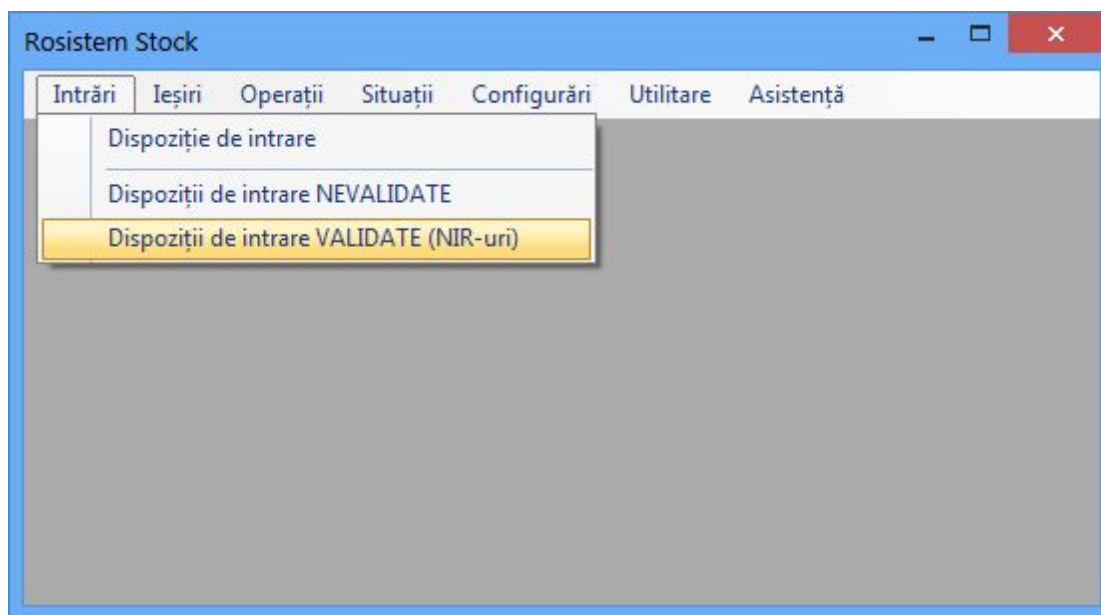 Rosistem Stock
Intrări Ieșiri Operații Situații Configurări Utilitare Asistență
Dispoziție de intrare
Dispoziții de intrare NEVALIDATE
Dispoziții de intrare VALIDATE (NIR-uri)